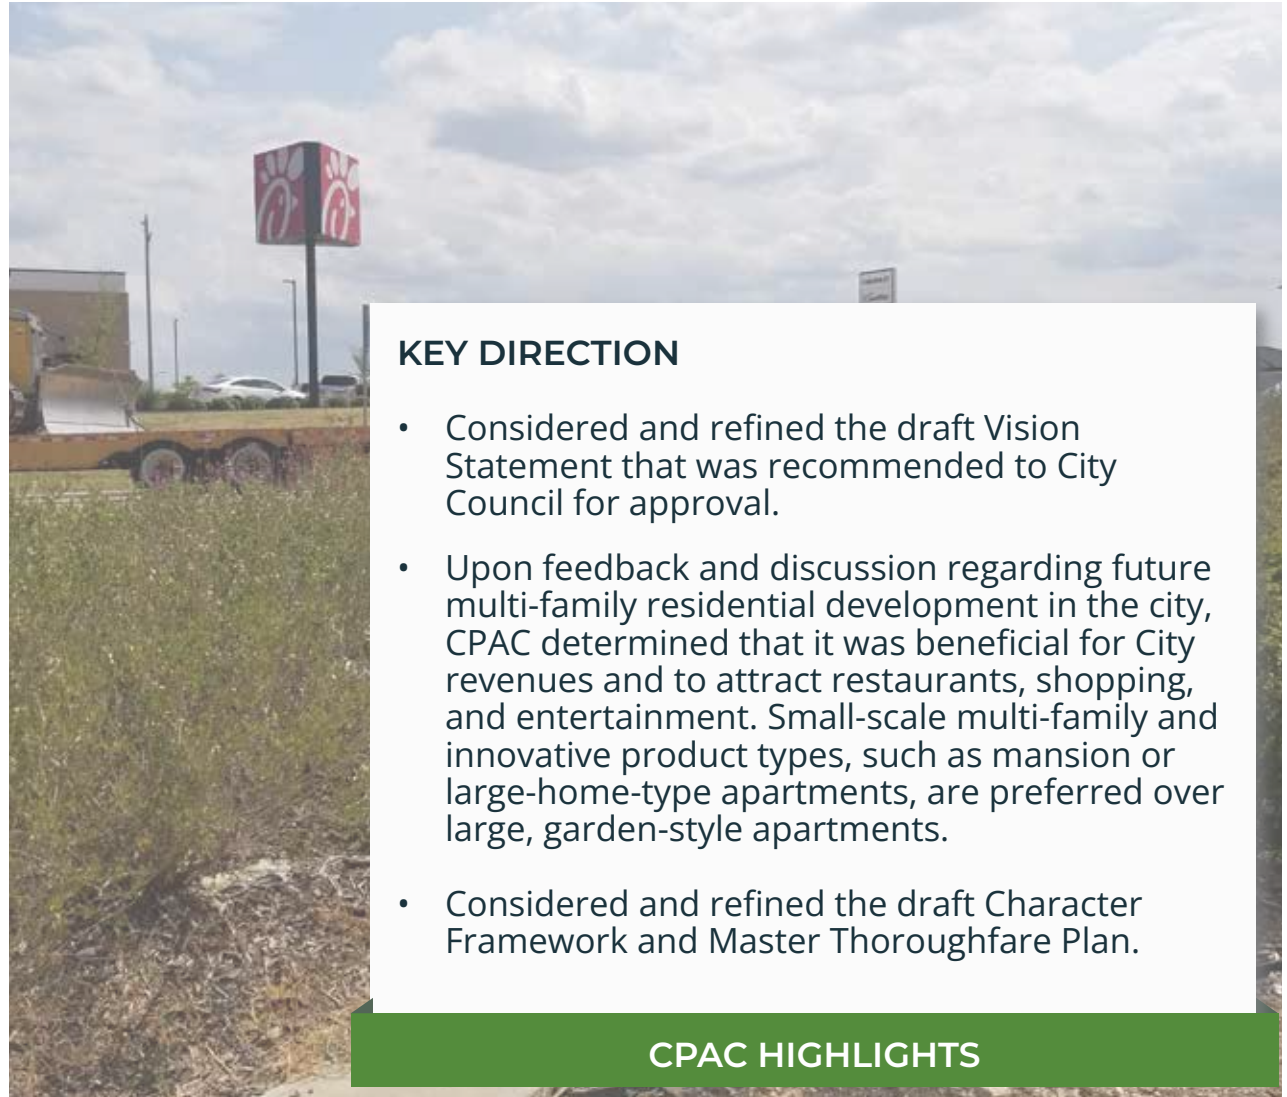 KEY DIRECTION
• Considered and refined the draft Vision
Statement that was recommended to City
Council for approval.
• Upon feedback and discussion regarding future
multi-family residential development in the city,
CPAC determined that it was beneficial for City
revenues and to attract restaurants, shopping,
and entertainment. Small-scale multi-family and
innovative product types, such as mansion or
large-home-type apartments, are preferred over
large, garden-style apartments.
• Considered and refined the draft Character
Framework and Master Thoroughfare Plan.
CPAC HIGHLIGHTS